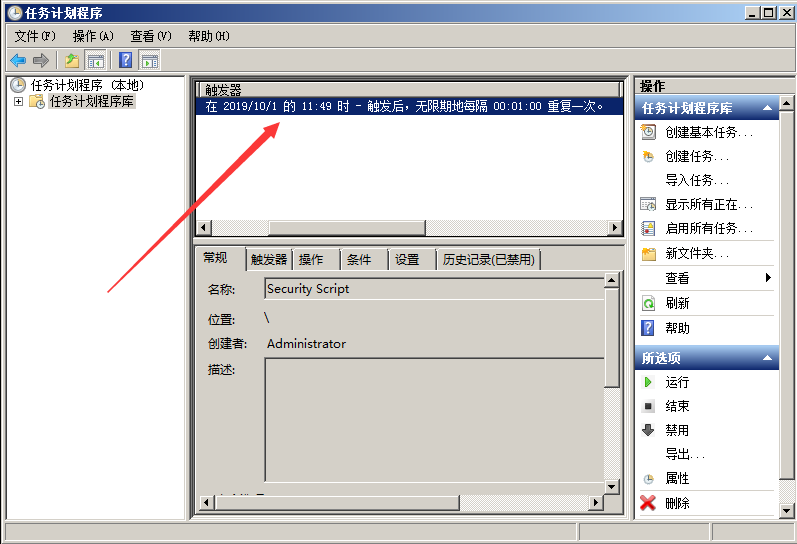 任务计划程序
文件(F) 操作(A) 查看(V) 帮助(H)
任务计划程序 (本地)
任务计划程序库
触发器
在 2019/10/1 的 11:49 时 - 触发后，无限期地每隔 00:01:00 重复一次。
常规 触发器 操作 条件 设置 历史记录(已禁用)
名称: Security Script
位置: \
创建者: Administrator
描述:
操作
任务计划程序库
创建基本任务...
创建任务...
导入任务...
显示所有正在...
启用所有任务...
新文件夹...
查看
刷新
帮助
所选项
运行
结束
禁用
导出...
属性
删除